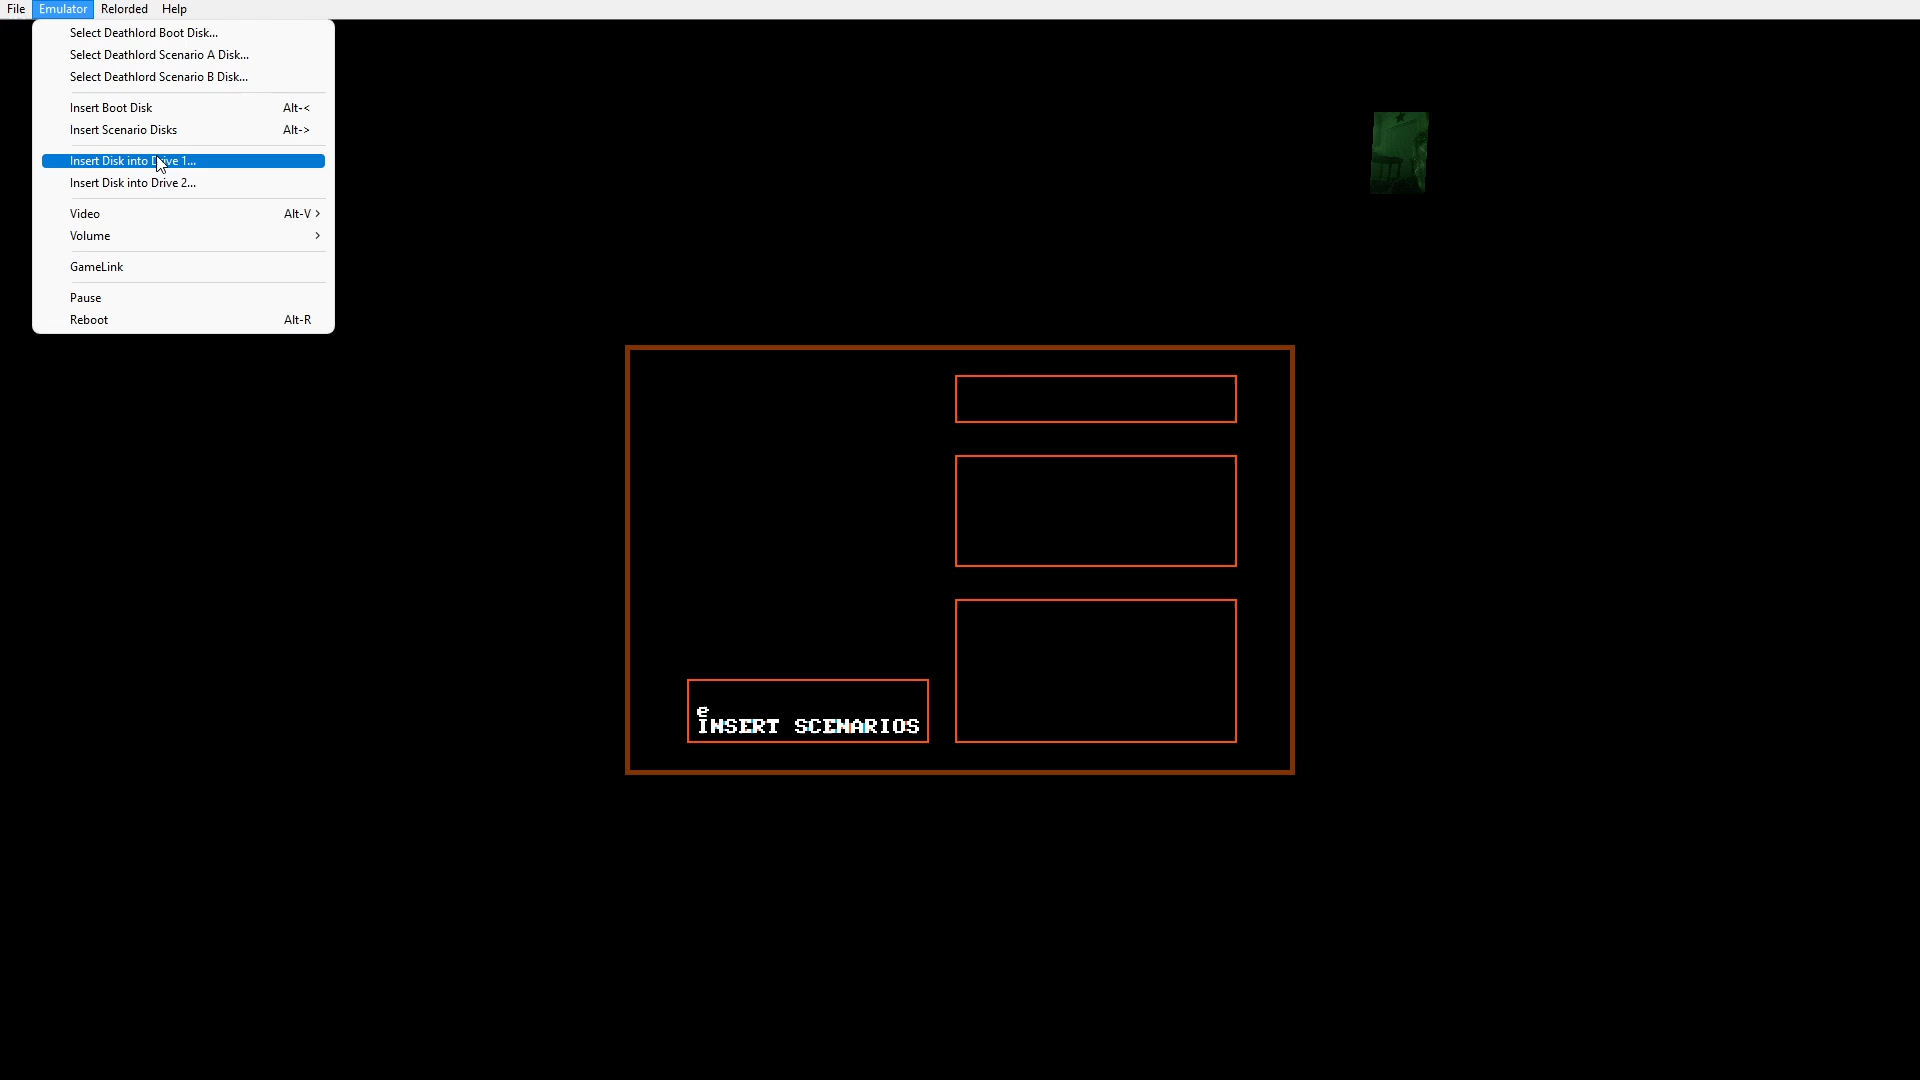 File Emulator Relorded Help
Select Deathlord Boot Disk...
Select Deathlord Scenario A Disk...
Select Deathlord Scenario B Disk...
Insert Boot Disk Alt-<
Insert Scenario Disks Alt->
Insert Disk into Drive 1...
Insert Disk into Drive 2...
Video Alt-V >
Volume >
GameLink
Pause
Reboot Alt-R
e
INSERT SCENARIOS